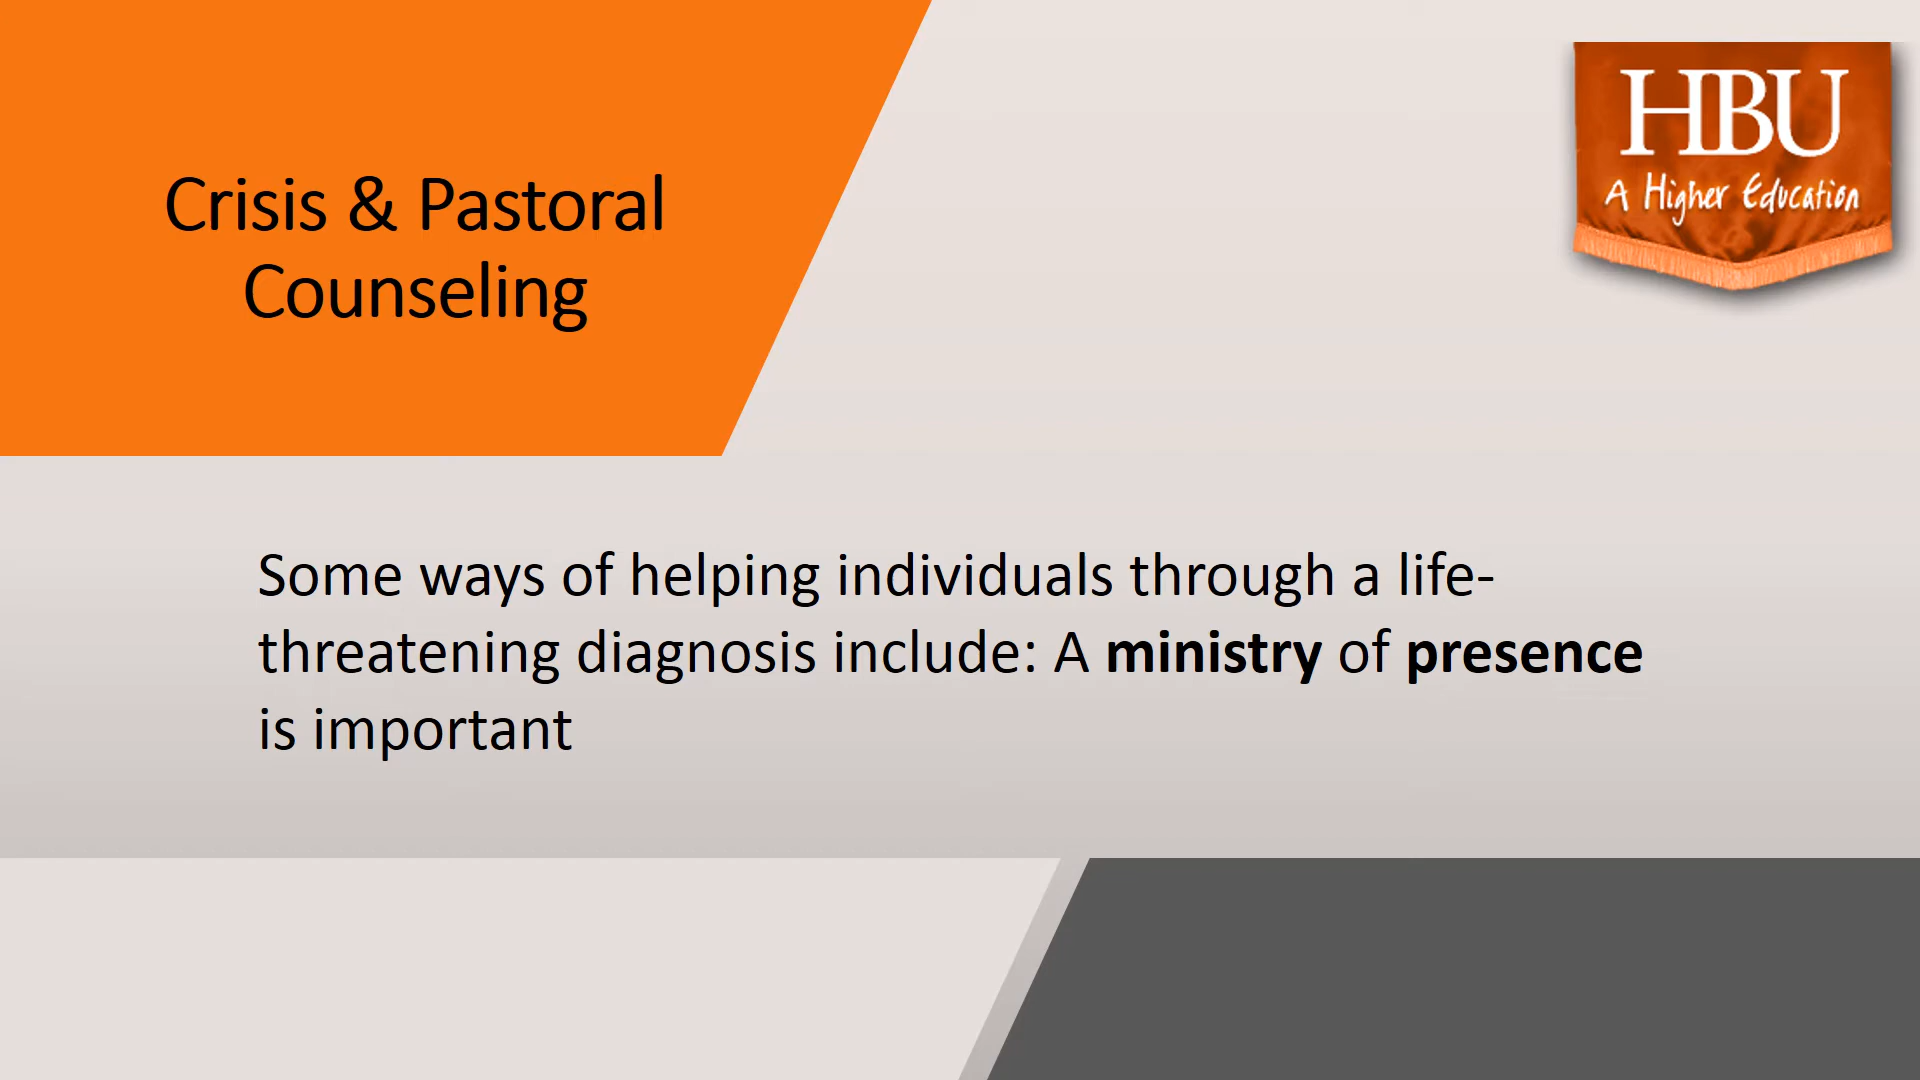 Crisis & Pastoral
Counseling
HBU
A Higher Education
Some ways of helping individuals through a life-
threatening diagnosis include: A ministry of presence
is important